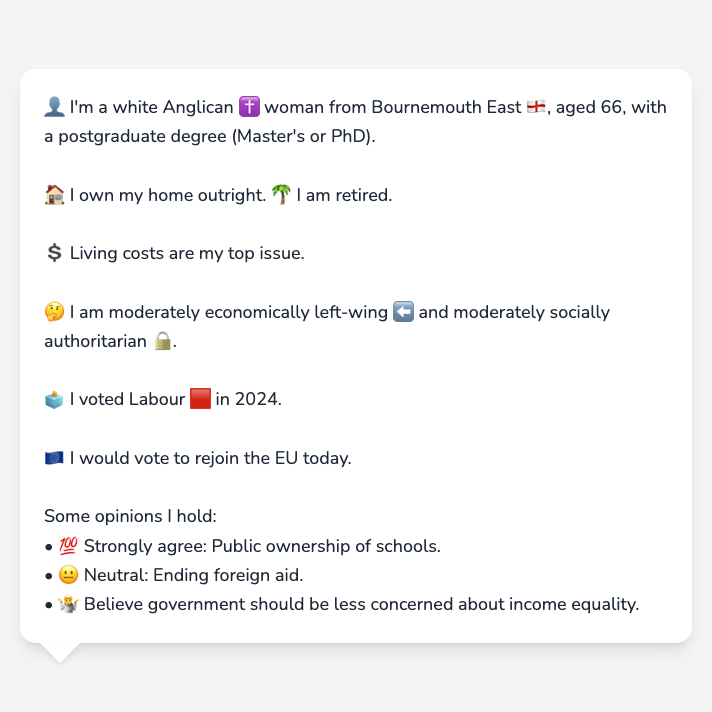 👤 I'm a white Anglican ✝️ woman from Bournemouth East 🏴󠁧󠁢󠁥󠁮󠁧󠁿, aged 66, with
a postgraduate degree (Master's or PhD).
🏠 I own my home outright. 🌴 I am retired.
💲 Living costs are my top issue.
🤔 I am moderately economically left-wing ⬅️ and moderately socially
authoritarian 🔒.
🗳️ I voted Labour 🟥 in 2024.
🇪🇺 I would vote to rejoin the EU today.
Some opinions I hold:
• 💯 Strongly agree: Public ownership of schools.
• 😐 Neutral: Ending foreign aid.
• 🤷‍♀️ Believe government should be less concerned about income equality.